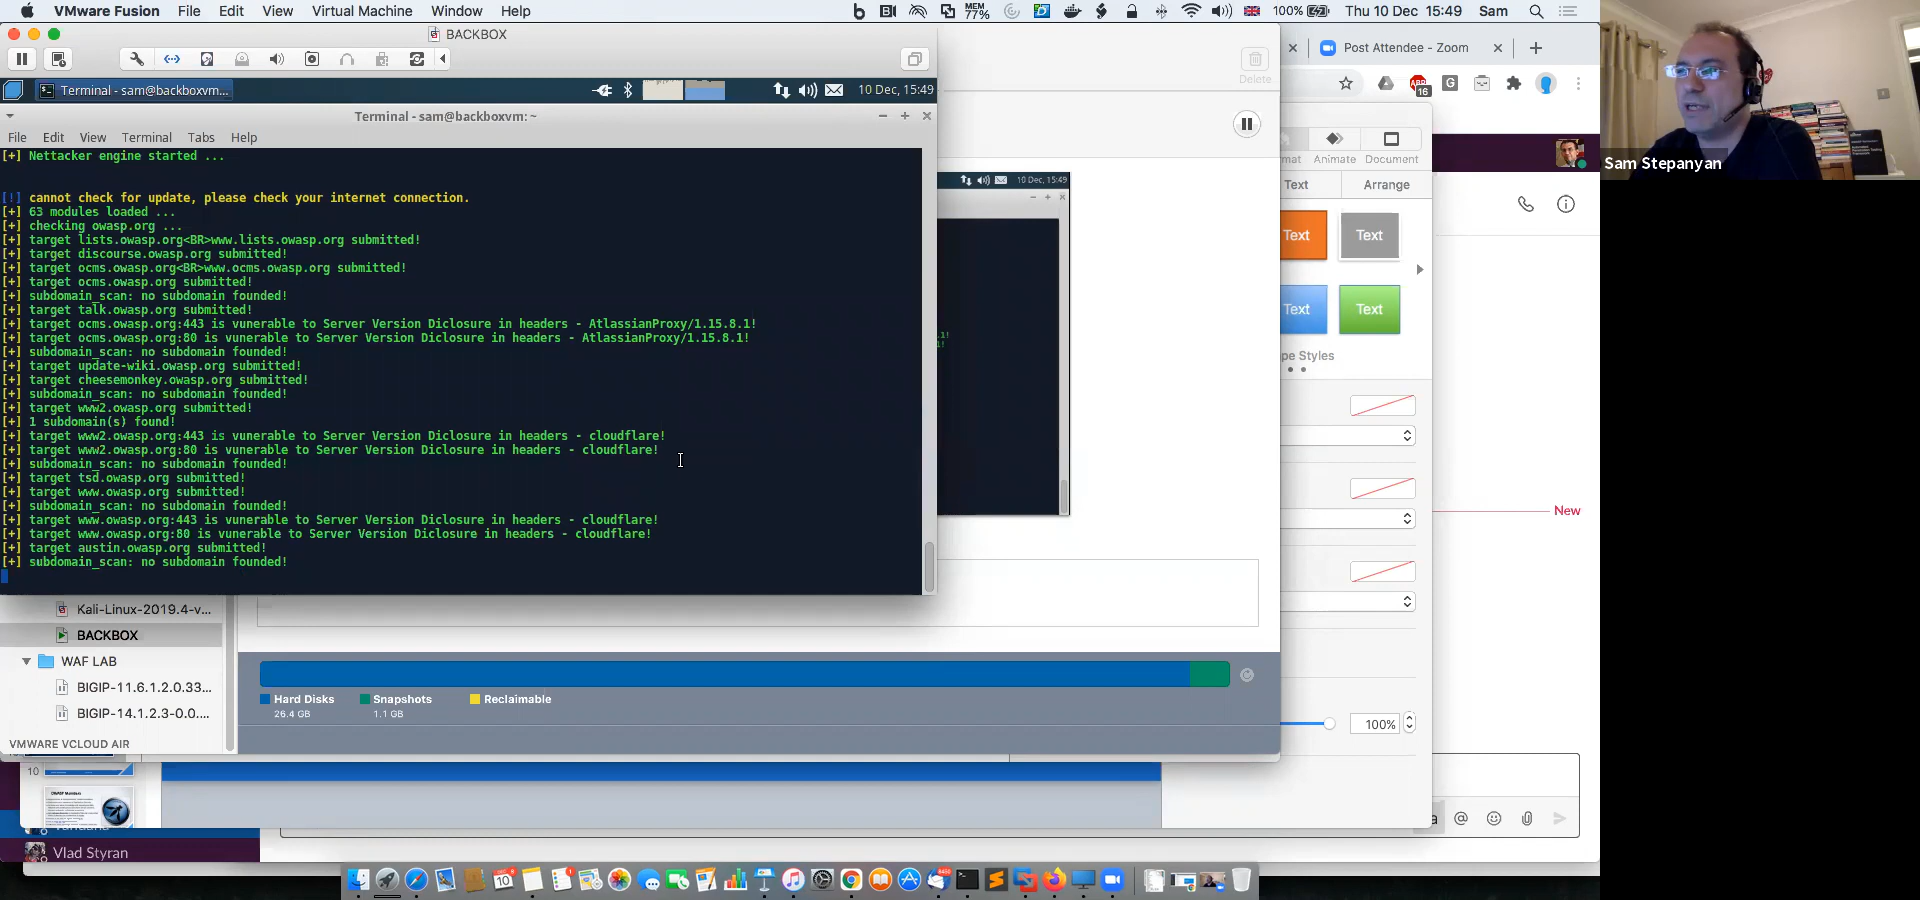 VMware Fusion File Edit View Virtual Machine Window Help
MEM 77% 100% Thu 10 Dec 15:49 Sam
BACKBOX
Post Attendee - Zoom
Delete
16
Terminal - sam@backboxvm...
10 Dec, 15:49
Terminal - sam@backboxvm: ~
File Edit View Terminal Tabs Help
[+] Nettacker engine started ...
[!] cannot check for update, please check your internet connection.
[+] 63 modules loaded ...
[+] checking owasp.org ...
[+] target lists.owasp.org<BR>www.lists.owasp.org submitted!
[+] target discourse.owasp.org submitted!
[+] target ocms.owasp.org<BR>www.ocms.owasp.org submitted!
[+] target ocms.owasp.org submitted!
[+] subdomain_scan: no subdomain founded!
[+] target talk.owasp.org submitted!
[+] target ocms.owasp.org:443 is vunerable to Server Version Diclosure in headers - AtlassianProxy/1.15.8.1!
[+] target ocms.owasp.org:80 is vunerable to Server Version Diclosure in headers - AtlassianProxy/1.15.8.1!
[+] subdomain_scan: no subdomain founded!
[+] target update-wiki.owasp.org submitted!
[+] target cheesemonkey.owasp.org submitted!
[+] subdomain_scan: no subdomain founded!
[+] target www2.owasp.org submitted!
[+] 1 subdomain(s) found!
[+] target www2.owasp.org:443 is vunerable to Server Version Diclosure in headers - cloudflare!
[+] target www2.owasp.org:80 is vunerable to Server Version Diclosure in headers - cloudflare!
[+] subdomain_scan: no subdomain founded!
[+] target tsd.owasp.org submitted!
[+] target www.owasp.org submitted!
[+] subdomain_scan: no subdomain founded!
[+] target www.owasp.org:443 is vunerable to Server Version Diclosure in headers - cloudflare!
[+] target www.owasp.org:80 is vunerable to Server Version Diclosure in headers - cloudflare!
[+] target austin.owasp.org submitted!
[+] subdomain_scan: no subdomain founded!
10 Dec, 15:49
mat Animate Document
Text Arrange
Text Text
Text Text
pe Styles
New
100%
Kali-Linux-2019.4-v...
BACKBOX
WAF LAB
BIGIP-11.6.1.2.0.33...
BIGIP-14.1.2.3-0.0....
VMWARE VCLOUD AIR
Hard Disks
26.4 GB
Snapshots
1.1 GB
Reclaimable
10
OWASP Members
Vlad Styran
Sam Stepanyan